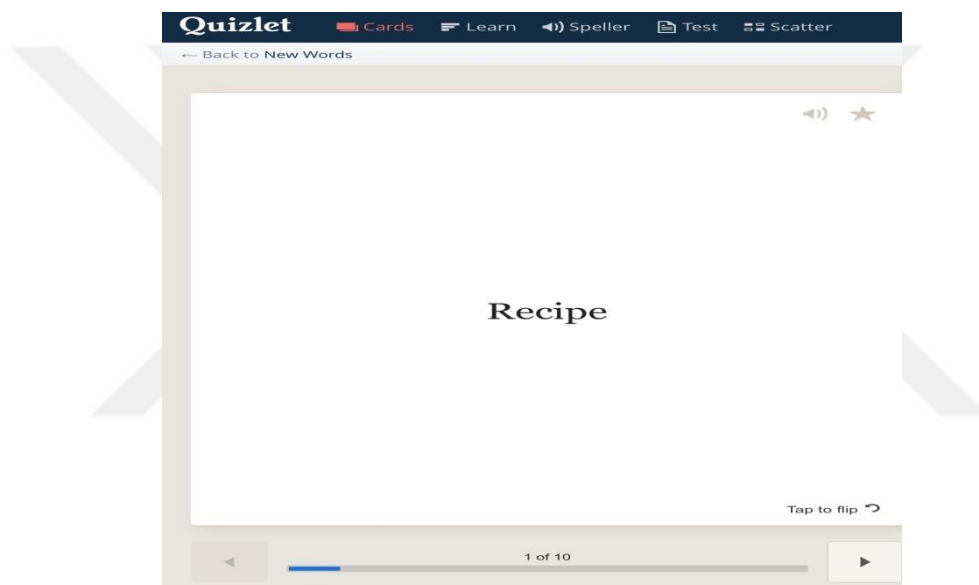 Quizlet Cards Learn Speller Test Scatter
← Back to New Words
Recipe
Tap to flip
1 of 10